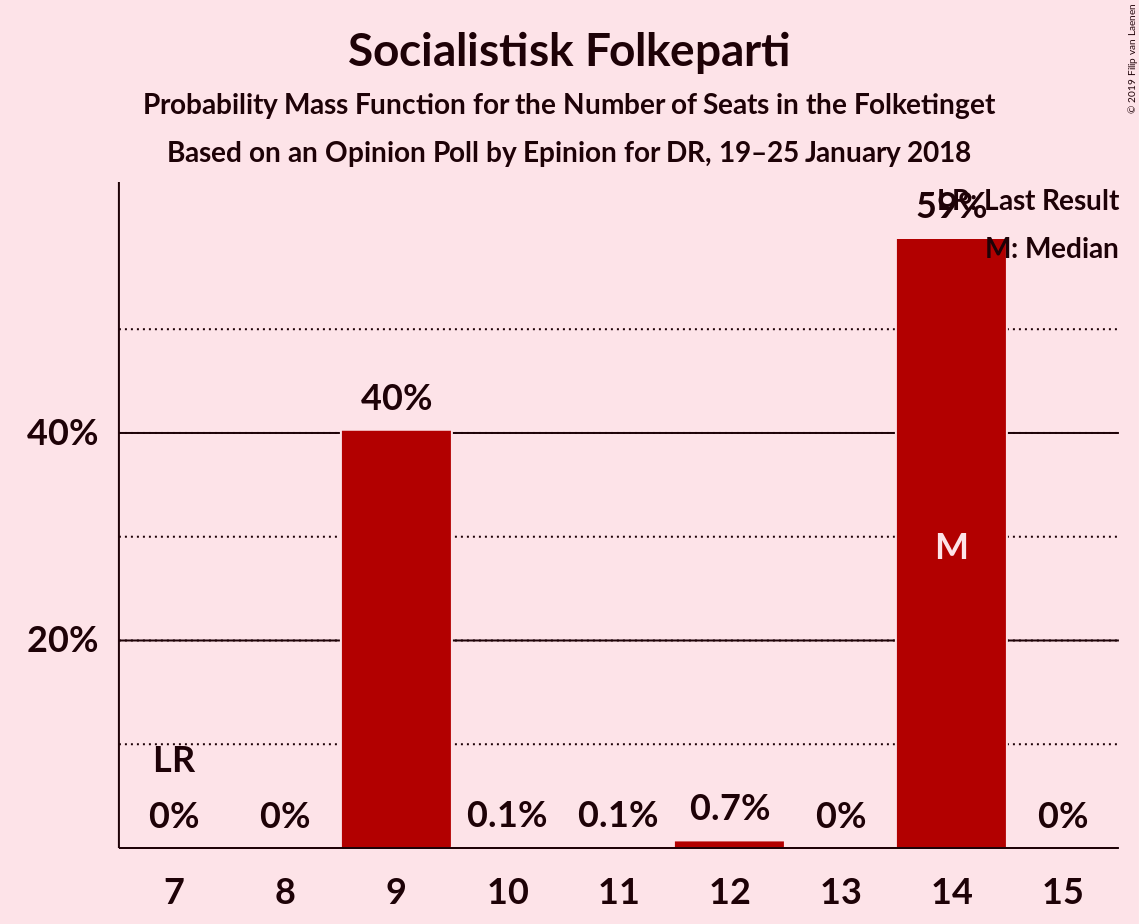 Socialistisk Folkeparti
Probability Mass Function for the Number of Seats in the Folketinget
Based on an Opinion Poll by Epinion for DR, 19–25 January 2018
© 2019 Filip van Laenen
LR: Last Result
M: Median
59%
40%
40%
M
20%
LR
0% 0% 0.1% 0.1% 0.7% 0% 0%
7 8 9 10 11 12 13 14 15